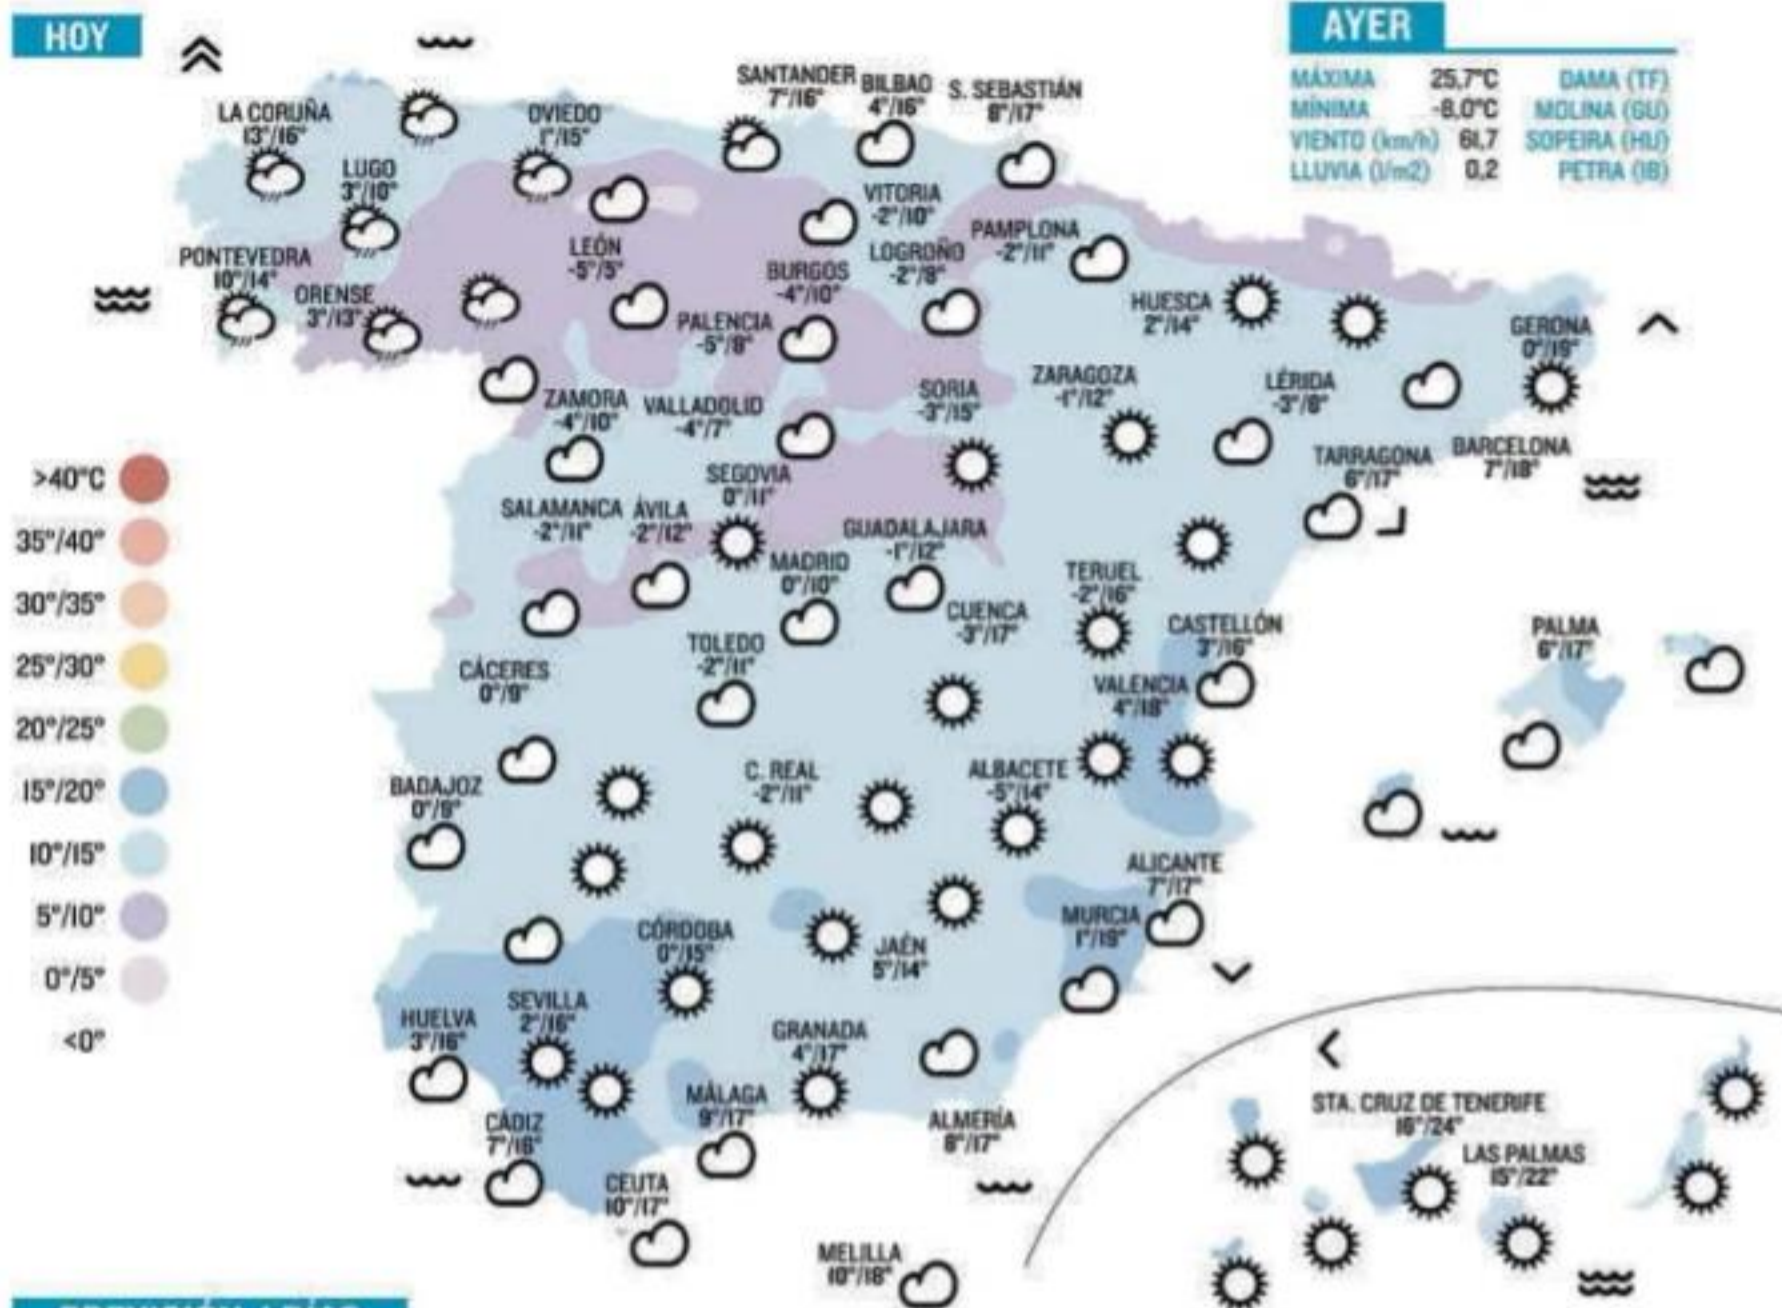 HOY
AYER
MÁXIMA 25,7°C DAMA (TF)
MÍNIMA -8,0°C MOLINA (GU)
VIENTO (km/h) 61,7 SOPEIRA (HU)
LLUVIA (l/m2) 0,2 PETRA (IB)
SANTANDER
7°/16°
BILBAO
4°/16°
S. SEBASTIÁN
8°/17°
LA CORUÑA
13°/16°
OVIEDO
1°/15°
LUGO
3°/10°
VITORIA
-2°/10°
PAMPLONA
-2°/11°
PONTEVEDRA
10°/14°
LEÓN
-5°/5°
LOGROÑO
-2°/8°
BURGOS
-4°/10°
ORENSE
3°/13°
HUESCA
2°/14°
PALENCIA
-5°/8°
GERONA
0°/19°
ZAMORA
-4°/10°
VALLADOLID
-4°/7°
SORIA
-3°/15°
ZARAGOZA
-1°/12°
LÉRIDA
-3°/8°
TARRAGONA
6°/17°
BARCELONA
7°/18°
SEGOVIA
0°/11°
SALAMANCA
-2°/11°
ÁVILA
-2°/12°
GUADALAJARA
-1°/12°
MADRID
0°/10°
TERUEL
-2°/16°
CUENCA
-3°/17°
CASTELLÓN
3°/16°
PALMA
6°/17°
TOLEDO
-2°/11°
CÁCERES
0°/9°
VALENCIA
4°/18°
BADAJOZ
0°/9°
C. REAL
-2°/11°
ALBACETE
-5°/14°
ALICANTE
7°/17°
MURCIA
1°/19°
CÓRDOBA
0°/15°
JAÉN
5°/14°
SEVILLA
2°/16°
HUELVA
3°/16°
GRANADA
4°/17°
MÁLAGA
9°/17°
CÁDIZ
7°/16°
ALMERÍA
8°/17°
CEUTA
10°/17°
MELILLA
10°/18°
STA. CRUZ DE TENERIFE
16°/24°
LAS PALMAS
15°/22°
>40°C
35°/40°
30°/35°
25°/30°
20°/25°
15°/20°
10°/15°
5°/10°
0°/5°
<0°